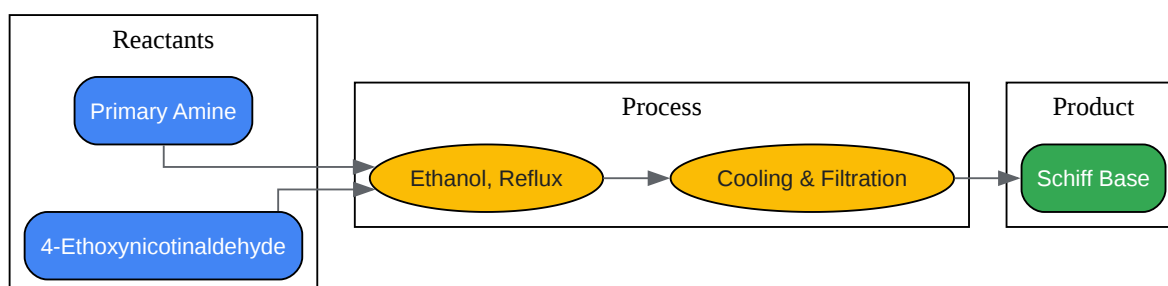 Reactants
Primary Amine
4-Ethoxynicotinaldehyde
Process
Ethanol, Reflux
Cooling & Filtration
Product
Schiff Base